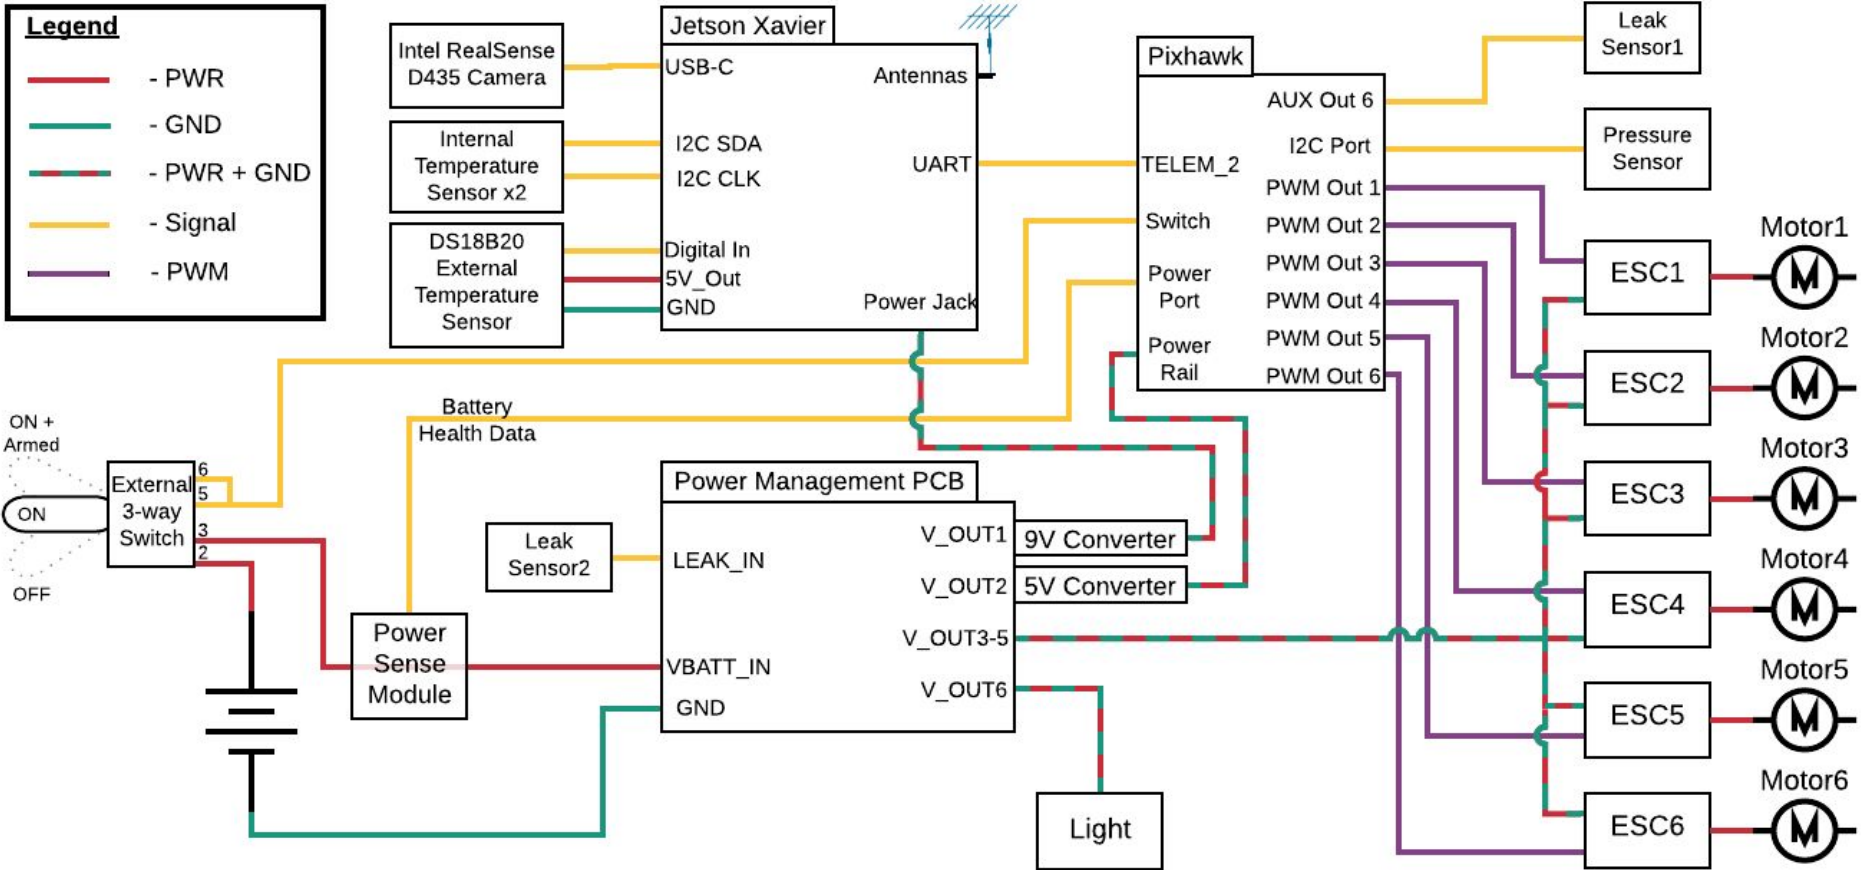 Legend
- PWR
- GND
- PWR + GND
- Signal
- PWM
Intel RealSense
D435 Camera
Internal
Temperature
Sensor x2
DS18B20
External
Temperature
Sensor
Jetson Xavier
USB-C
I2C SDA
I2C CLK
Digital In
5V_Out
GND
Antennas
UART
Power Jack
Pixhawk
TELEM_2
Switch
Power
Port
Power
Rail
AUX Out 6
I2C Port
PWM Out 1
PWM Out 2
PWM Out 3
PWM Out 4
PWM Out 5
PWM Out 6
Leak
Sensor1
Pressure
Sensor
ESC1
ESC2
ESC3
ESC4
ESC5
ESC6
Motor1
M
Motor2
M
Motor3
M
Motor4
M
Motor5
M
Motor6
M
ON +
Armed
ON
OFF
External
3-way
Switch
6
5
3
2
Battery
Health Data
Power
Sense
Module
Leak
Sensor2
Power Management PCB
LEAK_IN
VBATT_IN
GND
V_OUT1
V_OUT2
V_OUT3-5
V_OUT6
9V Converter
5V Converter
Light